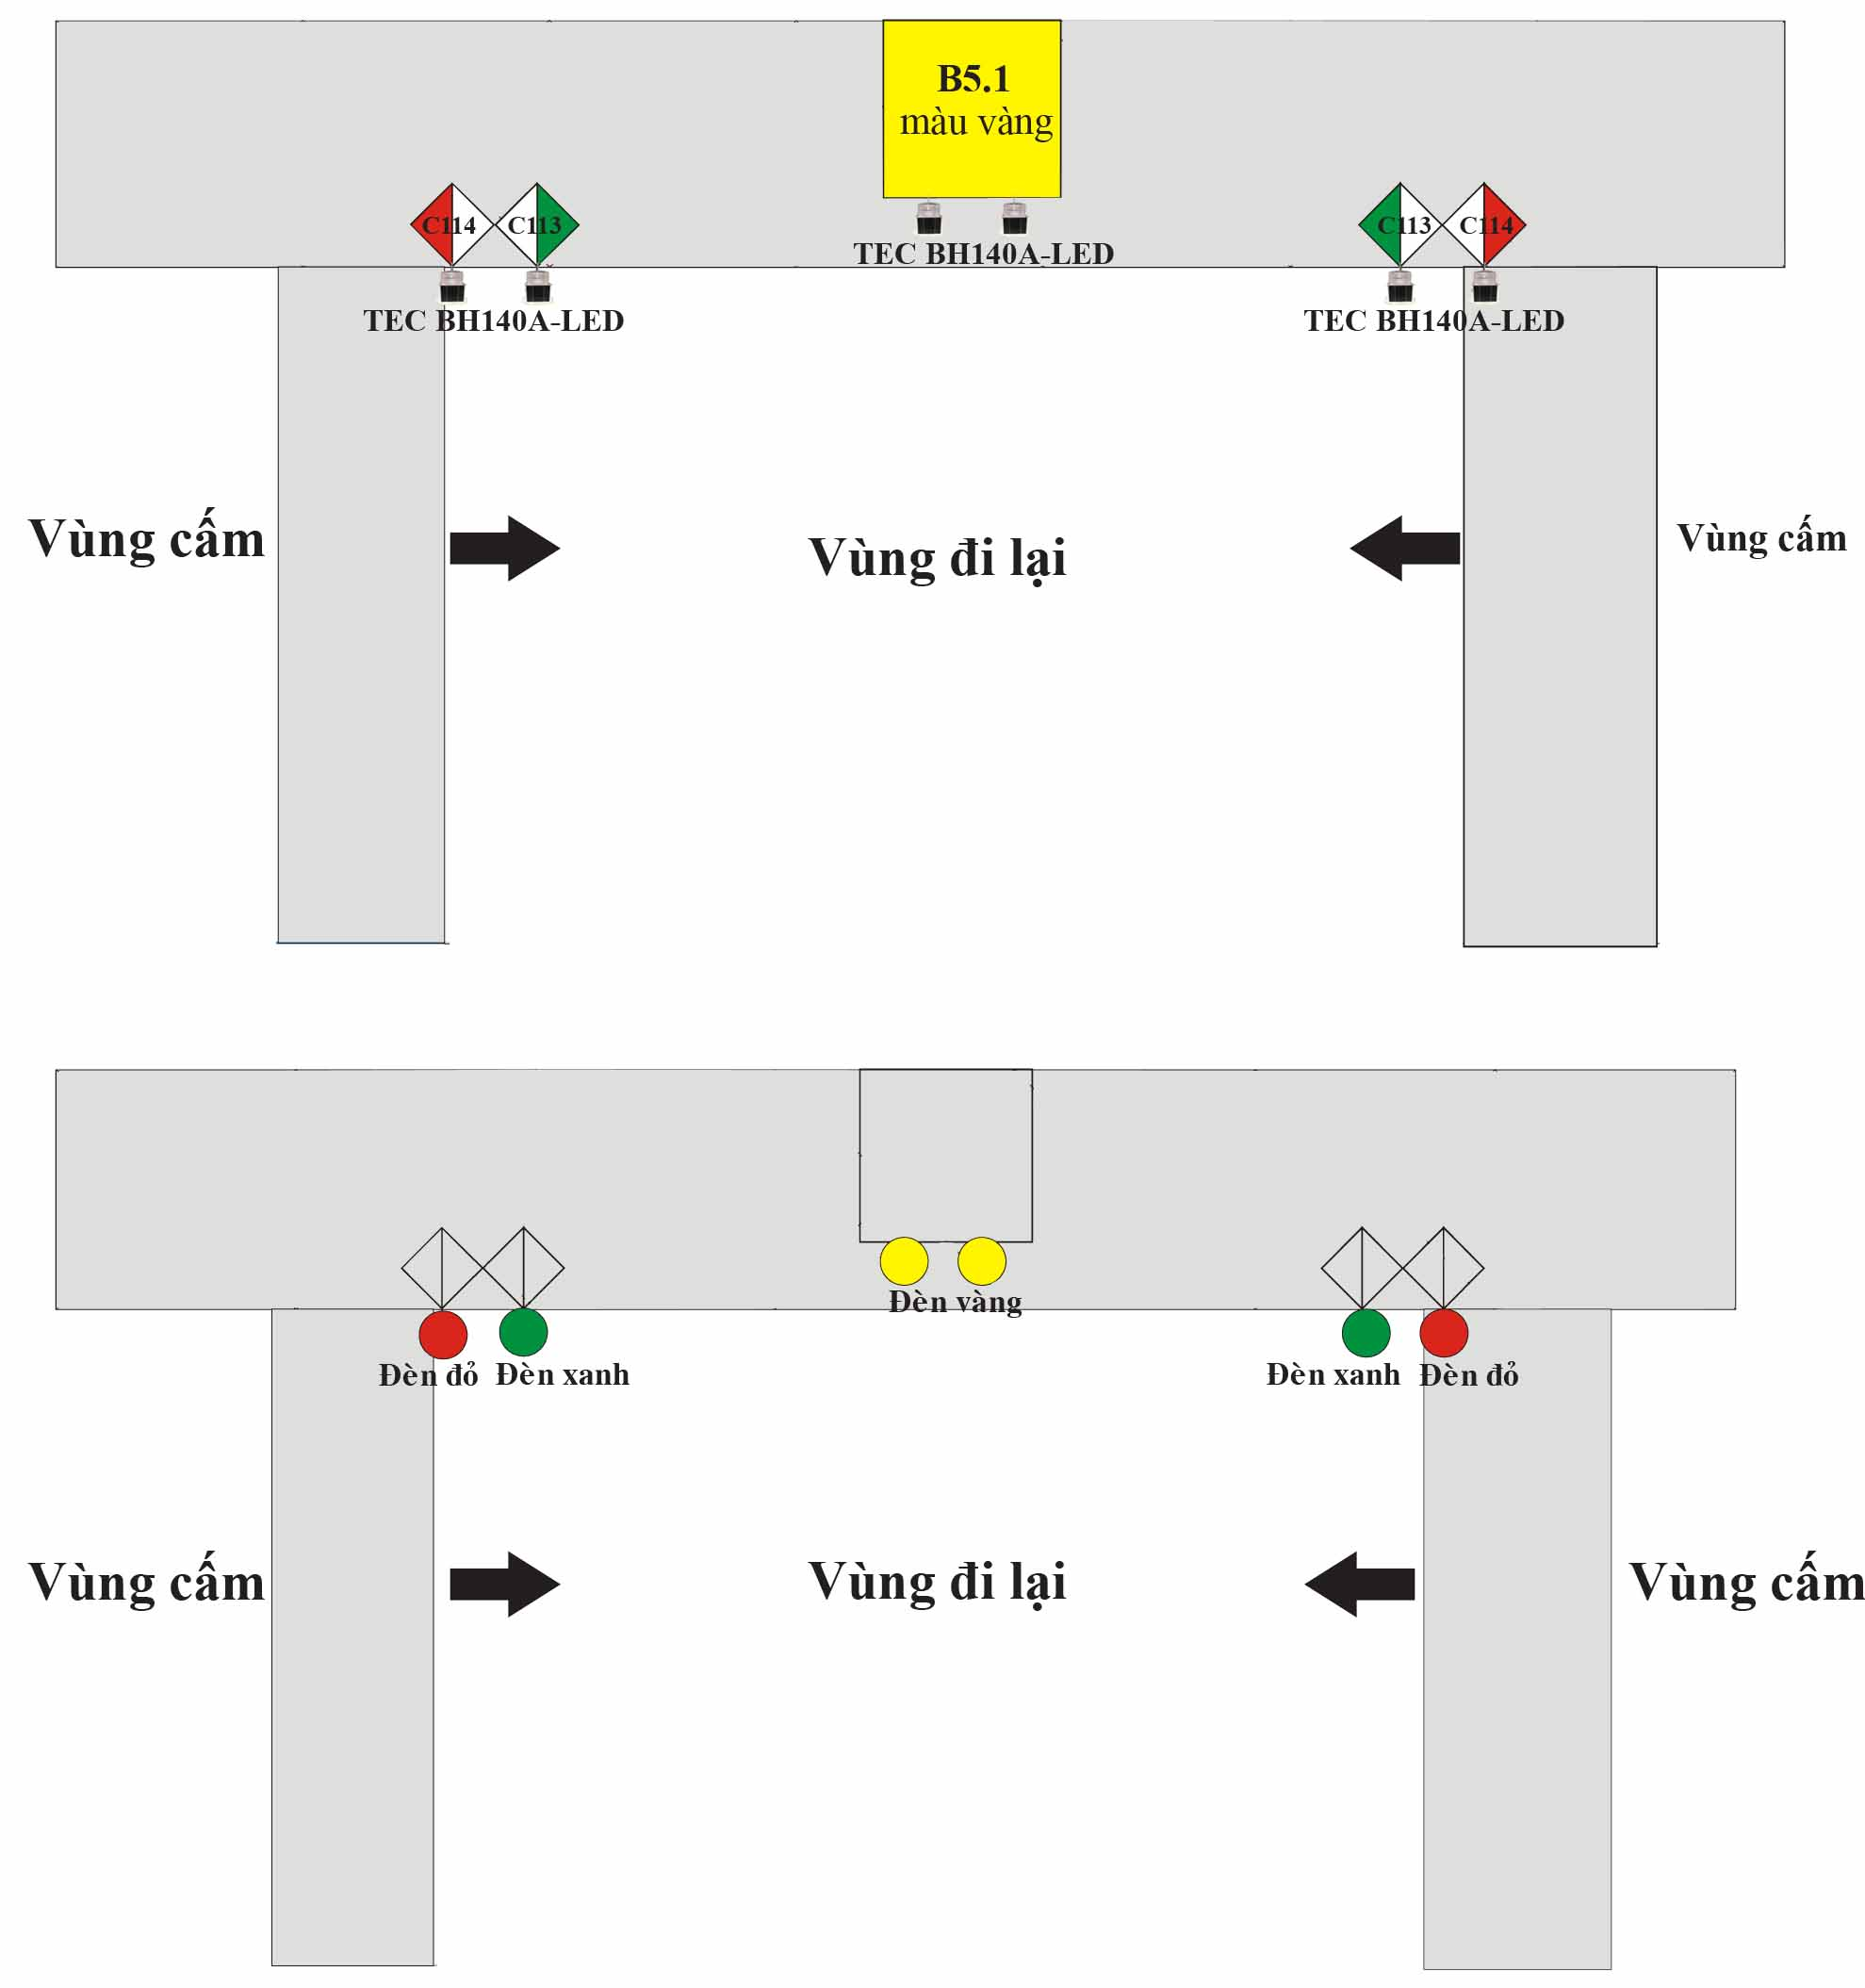 B5.1
màu vàng
C114
C113
C113
C114
TEC BH140A-LED
TEC BH140A-LED
TEC BH140A-LED
Vùng cấm
Vùng đi lại
Vùng cấm
Đèn vàng
Đèn đỏ
Đèn xanh
Đèn xanh
Đèn đỏ
Vùng cấm
Vùng đi lại
Vùng cấm